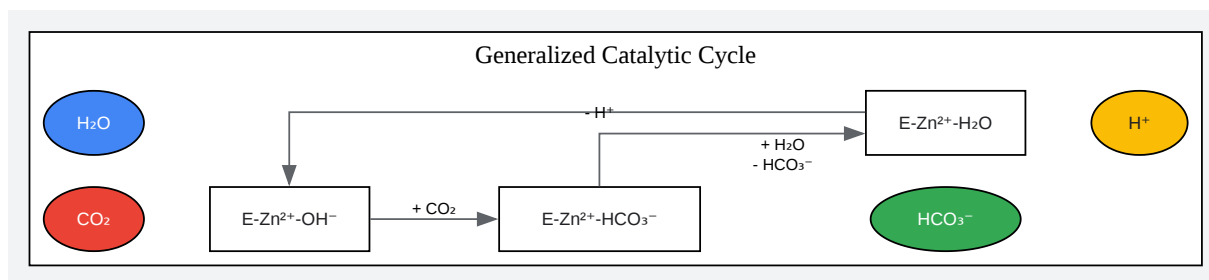 Generalized Catalytic Cycle
H₂O
- H⁺
E-Zn²⁺-H₂O
H⁺
+ H₂O
- HCO₃⁻
CO₂
E-Zn²⁺-OH⁻
+ CO₂
E-Zn²⁺-HCO₃⁻
HCO₃⁻